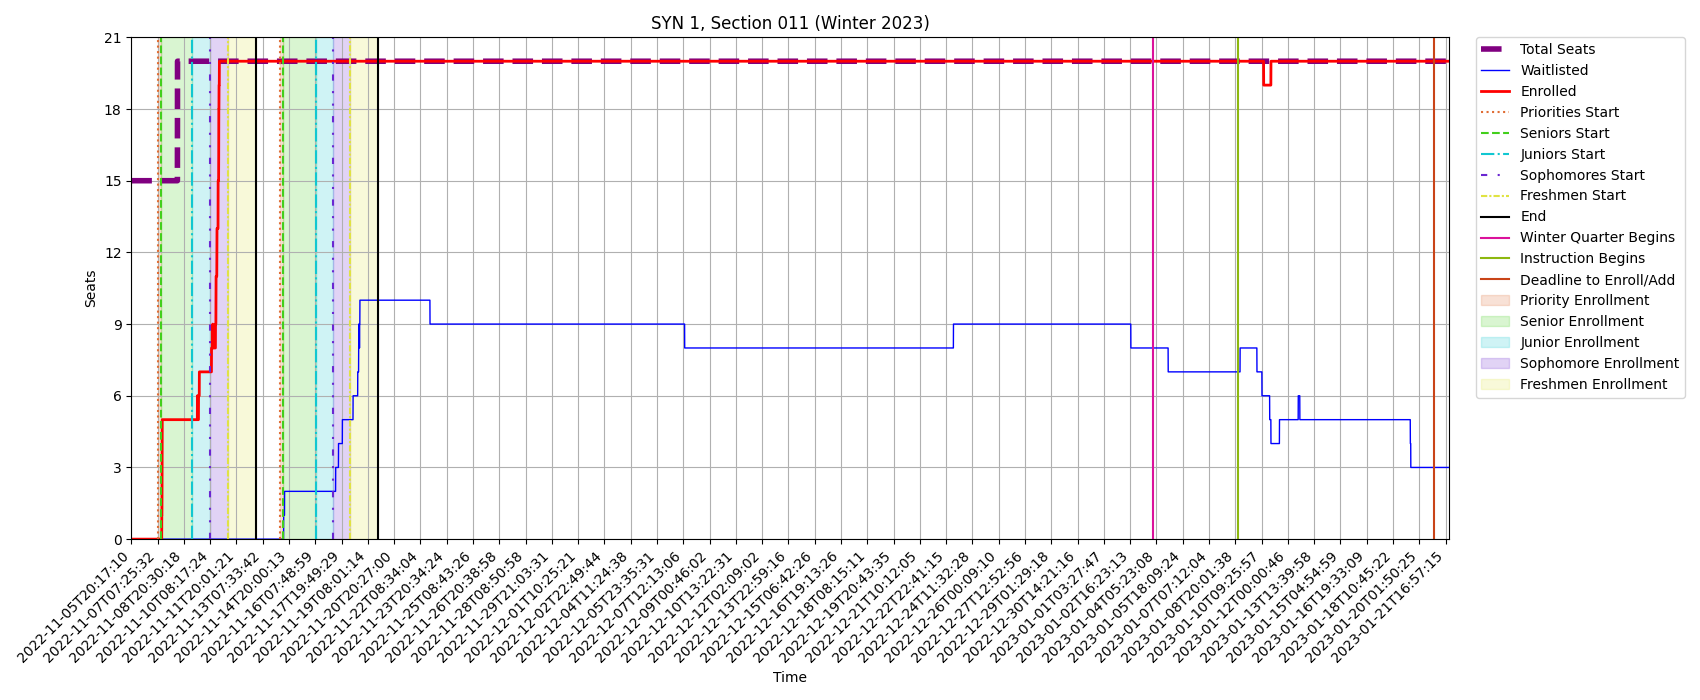 SYN 1, Section 011 (Winter 2023)
21
18
15
12
9
6
3
0
Seats
2022-11-05T20:17:10
2022-11-07T07:25:32
2022-11-08T20:30:18
2022-11-10T08:17:24
2022-11-11T20:01:21
2022-11-13T07:33:42
2022-11-14T20:00:13
2022-11-16T07:48:59
2022-11-17T19:49:29
2022-11-19T08:01:14
2022-11-20T20:27:00
2022-11-22T08:34:04
2022-11-23T20:34:24
2022-11-25T08:43:26
2022-11-26T20:38:50
2022-11-28T08:50:58
2022-11-29T21:03:31
2022-12-01T10:25:21
2022-12-02T22:49:44
2022-12-04T11:24:38
2022-12-05T23:35:31
2022-12-07T12:13:06
2022-12-09T00:46:02
2022-12-10T13:22:31
2022-12-12T02:09:02
2022-12-13T22:59:16
2022-12-15T06:42:26
2022-12-16T19:13:26
2022-12-18T08:15:11
2022-12-19T20:43:35
2022-12-21T10:12:05
2022-12-22T22:41:15
2022-12-24T11:32:28
2022-12-26T00:09:10
2022-12-27T12:52:56
2022-12-29T01:29:18
2022-12-30T14:21:16
2023-01-01T03:27:47
2023-01-02T16:23:13
2023-01-04T05:23:08
2023-01-05T18:09:24
2023-01-07T07:12:04
2023-01-08T20:01:38
2023-01-10T09:25:57
2023-01-12T00:00:46
2023-01-13T13:39:58
2023-01-15T04:54:59
2023-01-16T19:33:09
2023-01-18T10:45:22
2023-01-20T01:50:25
2023-01-21T16:57:15
Time
Total Seats
Waitlisted
Enrolled
Priorities Start
Seniors Start
Juniors Start
Sophomores Start
Freshmen Start
End
Winter Quarter Begins
Instruction Begins
Deadline to Enroll/Add
Priority Enrollment
Senior Enrollment
Junior Enrollment
Sophomore Enrollment
Freshmen Enrollment